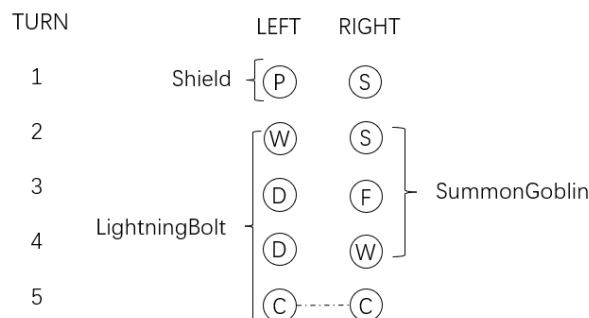 TURN LEFT RIGHT
1 Shield P S
2 W S
3 D F SummonGoblin
LightningBolt
4 D W
5 C C